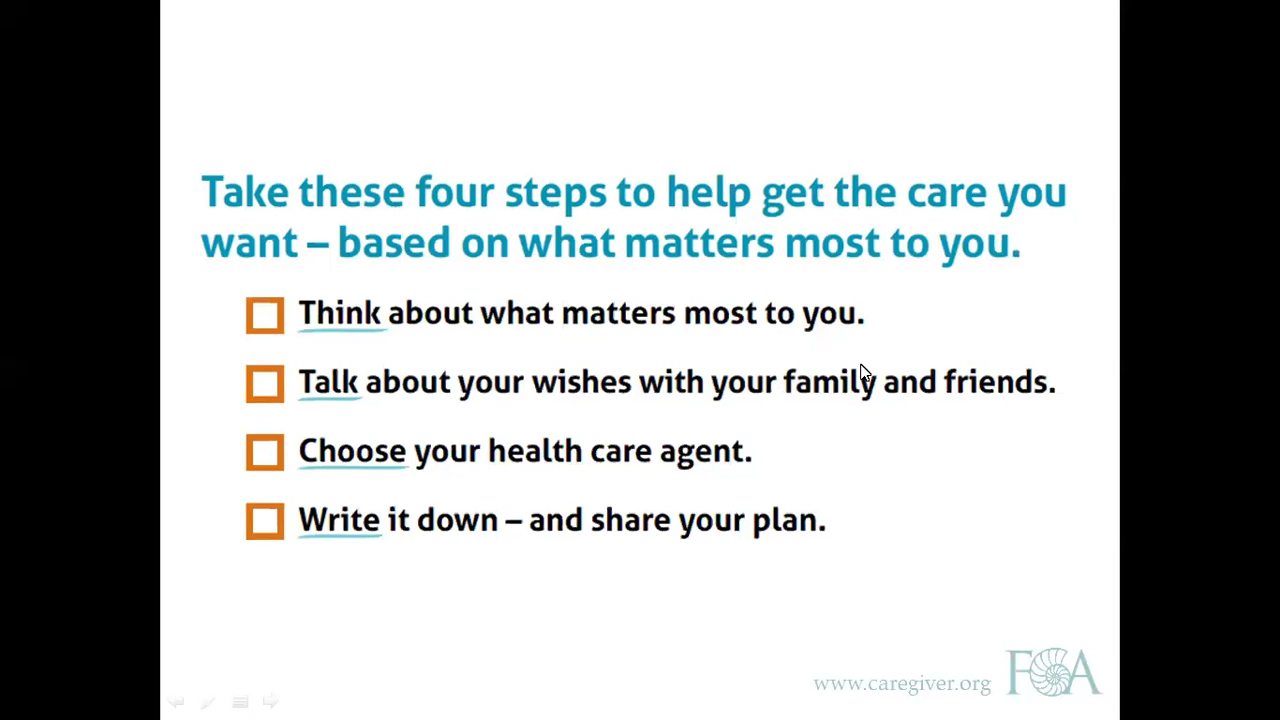 Take these four steps to help get the care you
want – based on what matters most to you.
Think about what matters most to you.
Talk about your wishes with your family and friends.
Choose your health care agent.
Write it down – and share your plan.
www.caregiver.org FCA